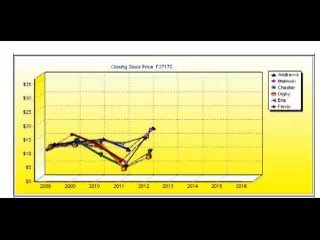 Closing Stock Price F37175
Andrews
Baldwin
Chester
Digby
Erie
Ferris
$35
$30
$25
$20
$15
$10
$5
$0
2008 2009 2010 2011 2012 2013 2014 2015 2016